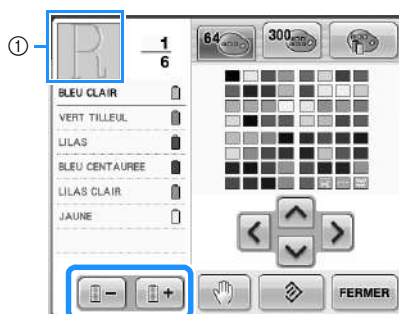 ①
R
1
6
64
300
BLEU CLAIR
VERT TILLEUL
LILAS
BLEU CENTAUREE
LILAS CLAIR
JAUNE
−
+
FERMER